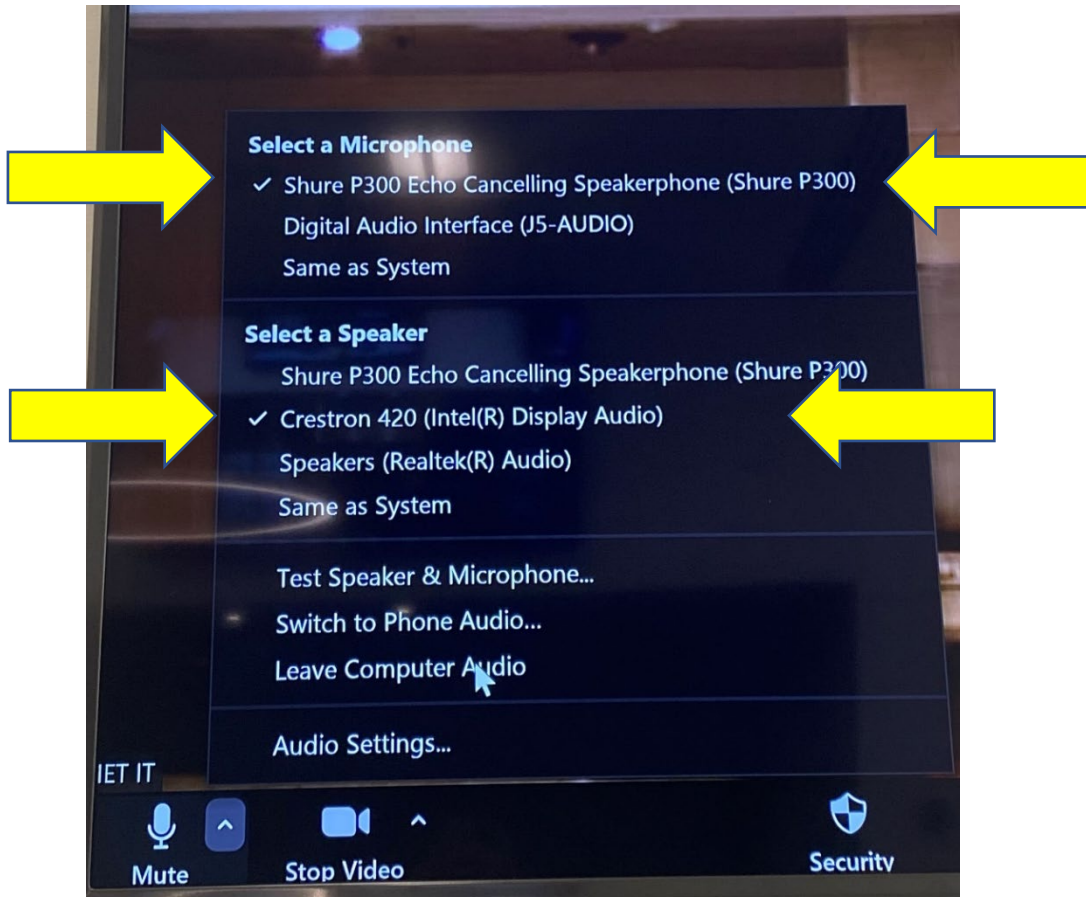 Select a Microphone
Shure P300 Echo Cancelling Speakerphone (Shure P300)
Digital Audio Interface (J5-AUDIO)
Same as System
Select a Speaker
Shure P300 Echo Cancelling Speakerphone (Shure P300)
Crestron 420 (Intel(R) Display Audio)
Speakers (Realtek(R) Audio)
Same as System
Test Speaker & Microphone...
Switch to Phone Audio...
Leave Computer Audio
Audio Settings...
IET IT
Mute Stop Video Security